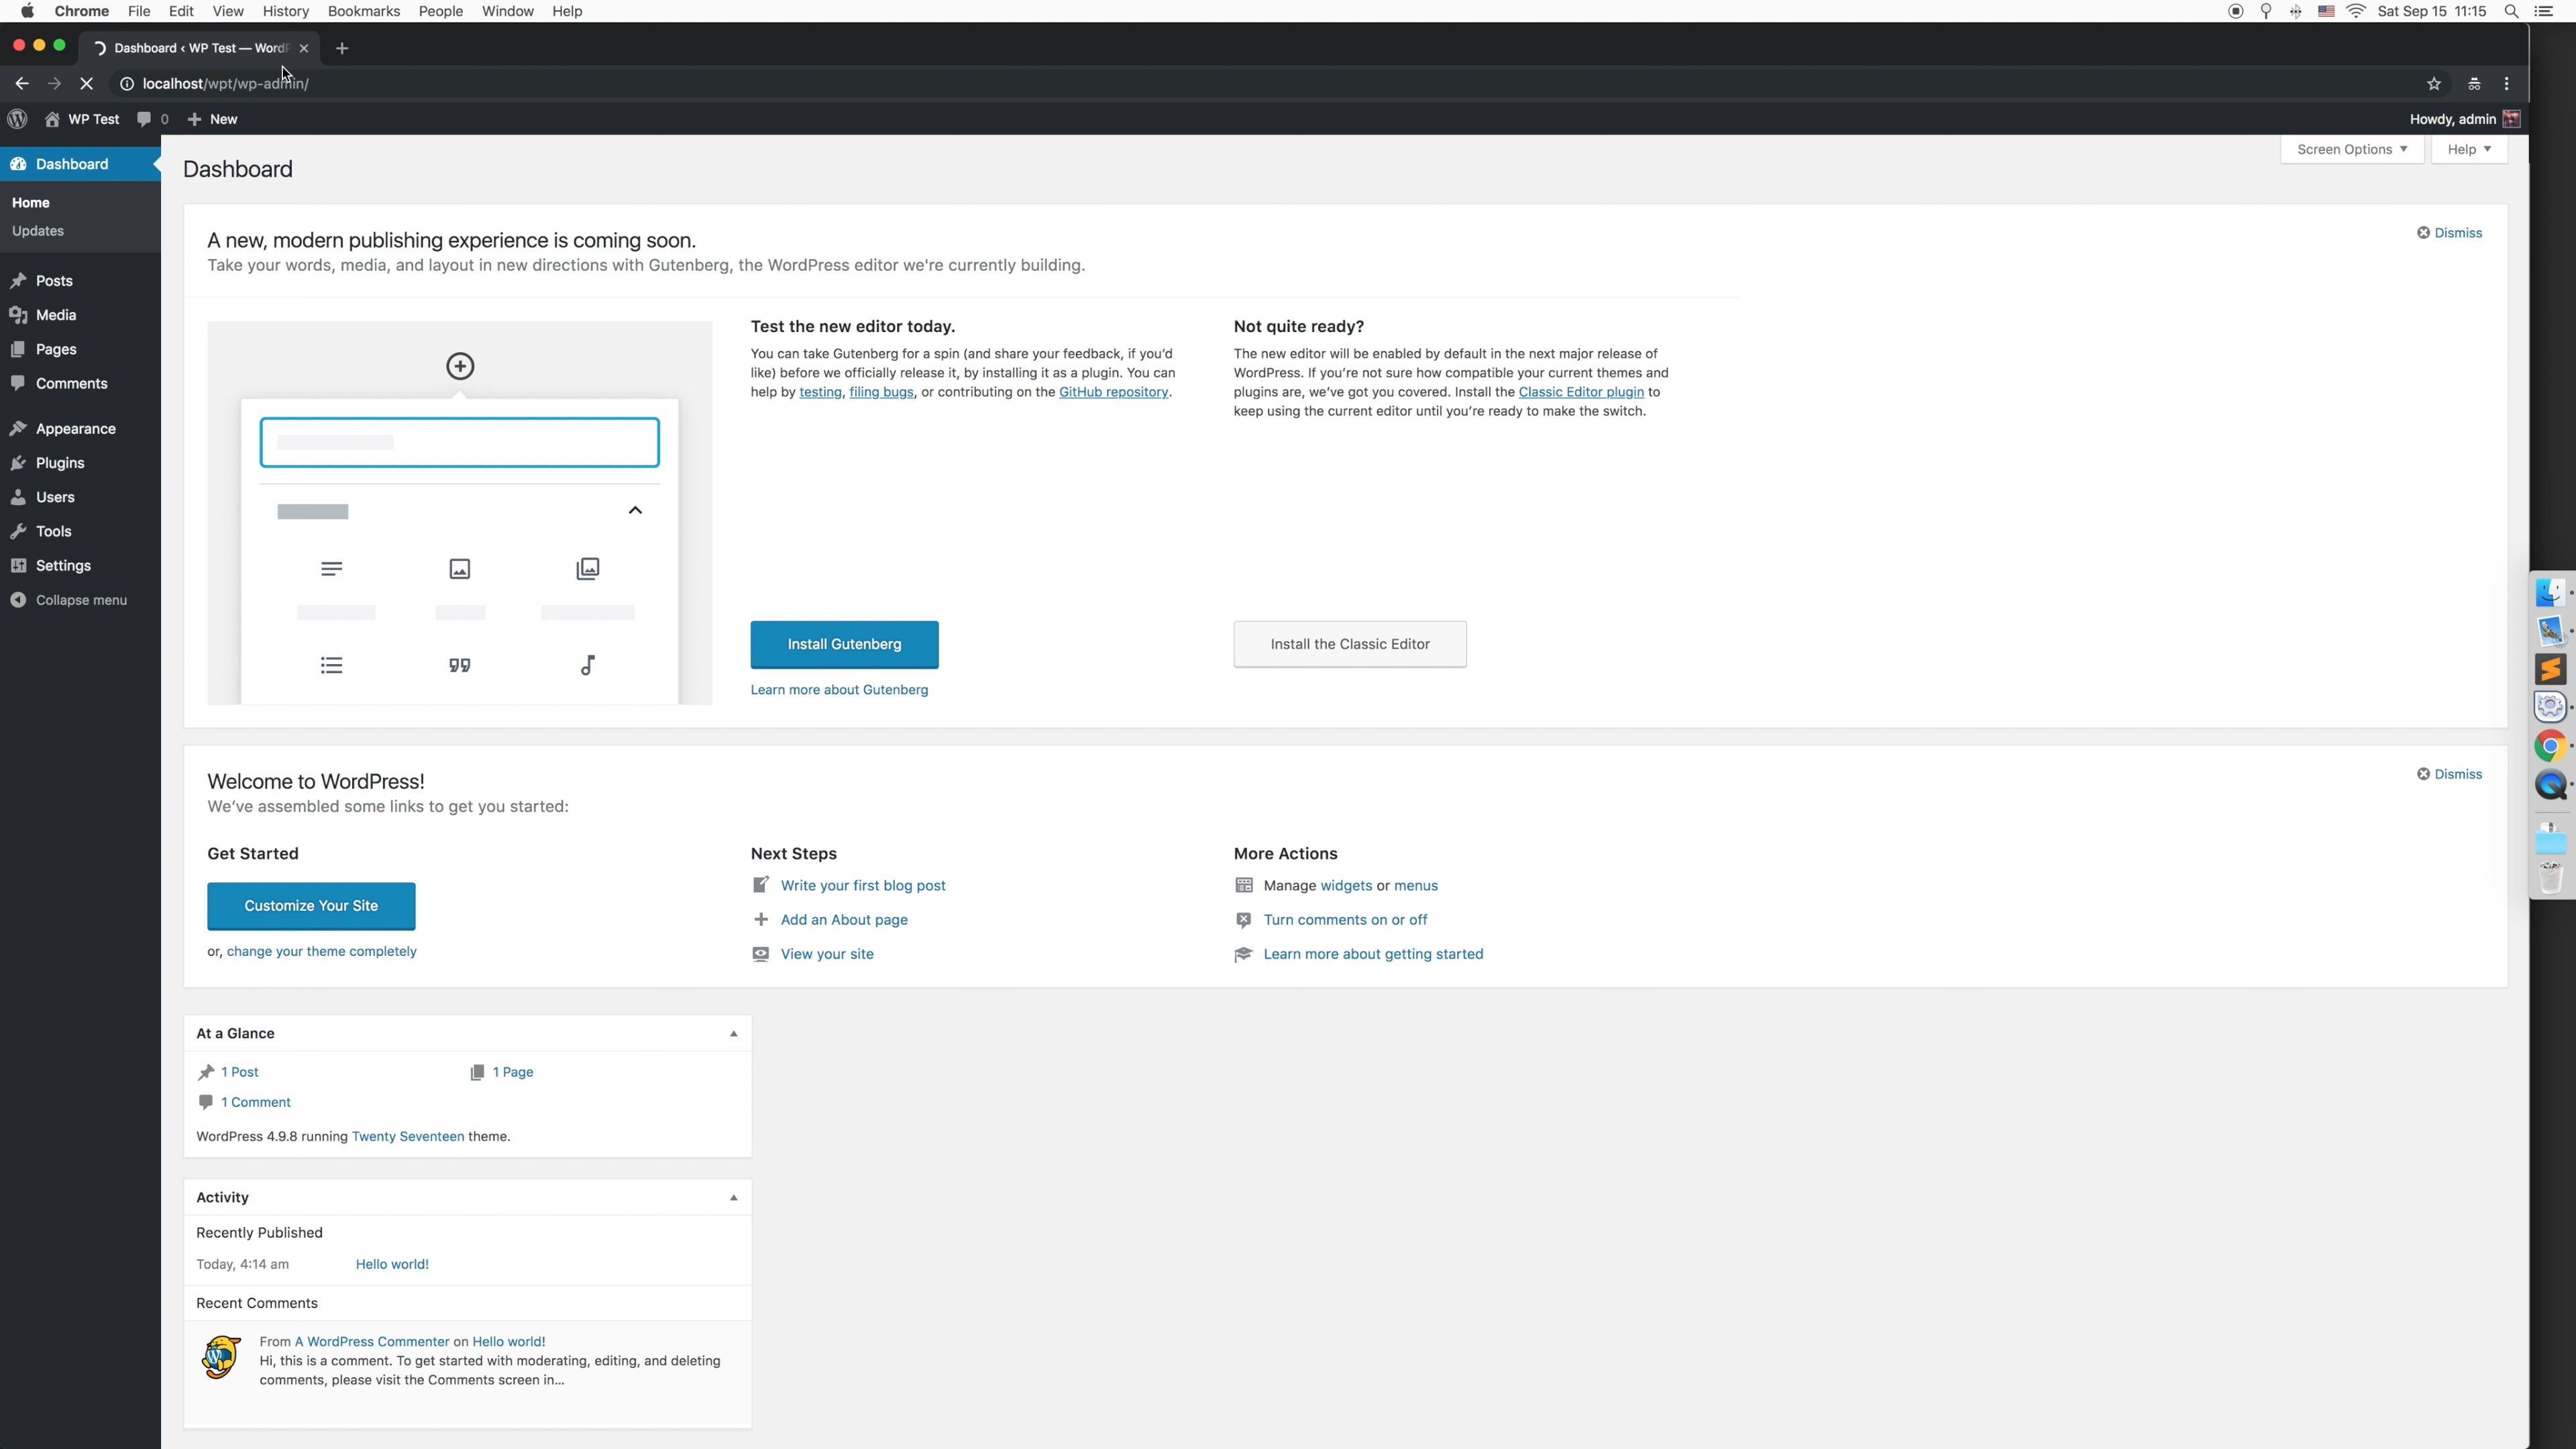 Chrome File Edit View History Bookmarks People Window Help
Sat Sep 15 11:15
Dashboard ‹ WP Test — WordP
localhost/wpt/wp-admin/
WP Test 0 New
Howdy, admin
Dashboard
Home
Updates
Posts
Media
Pages
Comments
Appearance
Plugins
Users
Tools
Settings
Collapse menu
Dashboard
Screen Options Help
A new, modern publishing experience is coming soon.
Dismiss
Take your words, media, and layout in new directions with Gutenberg, the WordPress editor we're currently building.
Test the new editor today.
You can take Gutenberg for a spin (and share your feedback, if you'd
like) before we officially release it, by installing it as a plugin. You can
help by testing, filing bugs, or contributing on the GitHub repository.
Install Gutenberg
Learn more about Gutenberg
Not quite ready?
The new editor will be enabled by default in the next major release of
WordPress. If you're not sure how compatible your current themes and
plugins are, we've got you covered. Install the Classic Editor plugin to
keep using the current editor until you're ready to make the switch.
Install the Classic Editor
Welcome to WordPress!
Dismiss
We've assembled some links to get you started:
Get Started
Customize Your Site
or, change your theme completely
Next Steps
Write your first blog post
Add an About page
View your site
More Actions
Manage widgets or menus
Turn comments on or off
Learn more about getting started
At a Glance
1 Post
1 Page
1 Comment
WordPress 4.9.8 running Twenty Seventeen theme.
Activity
Recently Published
Today, 4:14 am Hello world!
Recent Comments
From A WordPress Commenter on Hello world!
Hi, this is a comment. To get started with moderating, editing, and deleting
comments, please visit the Comments screen in...